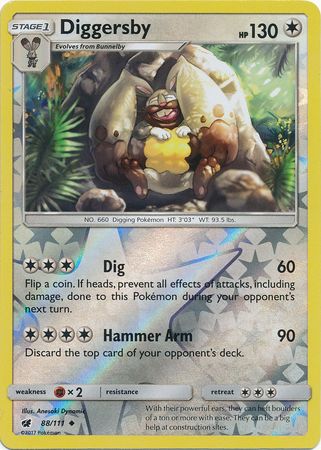 STAGE 1
Diggersby
HP 130
Evolves from Bunnelby
NO. 660 Digging Pokémon HT: 3'03" WT: 93.5 lbs.
Dig 60
Flip a coin. If heads, prevent all effects of attacks, including
damage, done to this Pokémon during your opponent's
next turn.
Hammer Arm 90
Discard the top card of your opponent's deck.
weakness × 2 resistance retreat
Illus. Anesaki Dynamic
88/111
©2017 Pokémon
With their powerful ears, they can heft boulders
of a ton or more with ease. They can be a big
help at construction sites.